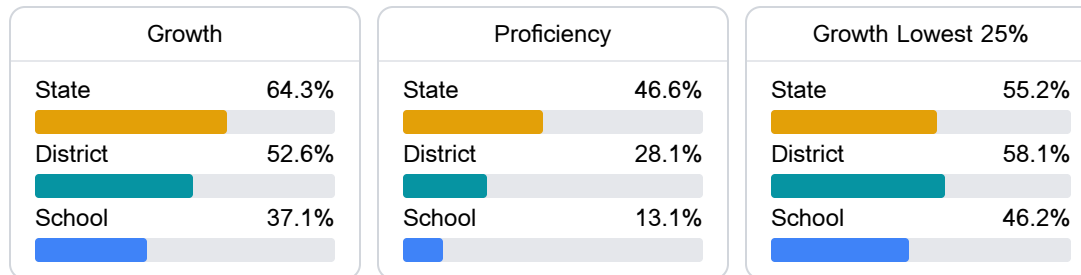 Growth
State 64.3%
District 52.6%
School 37.1%
Proficiency
State 46.6%
District 28.1%
School 13.1%
Growth Lowest 25%
State 55.2%
District 58.1%
School 46.2%